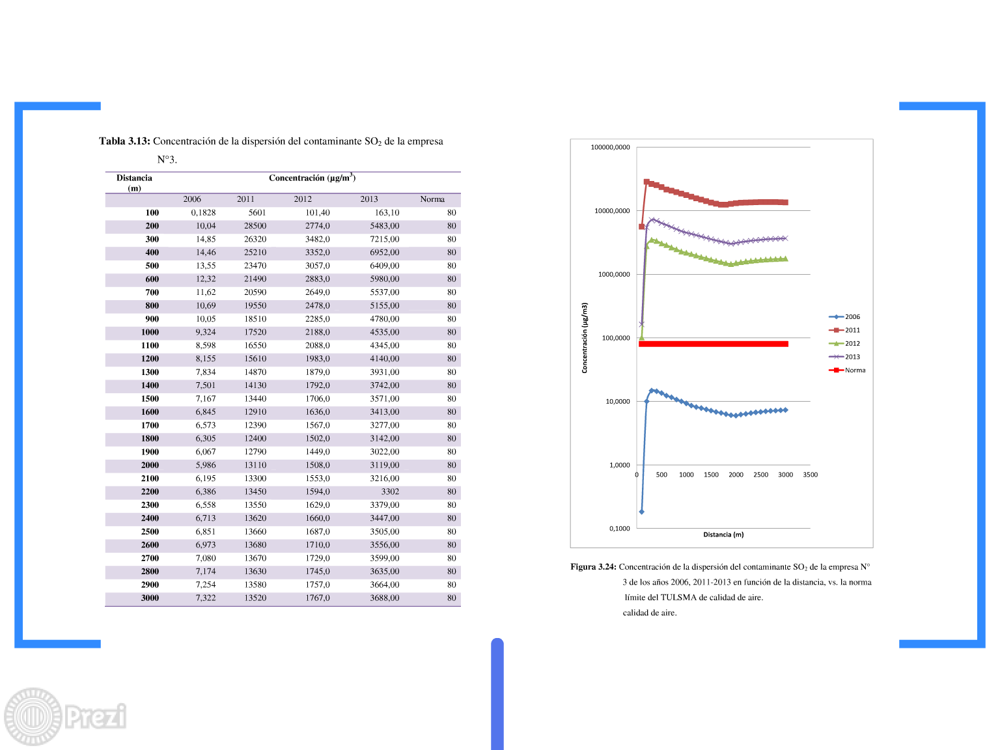 Tabla 3.13: Concentración de la dispersión del contaminante SO2 de la empresa
N°3.
Distancia Concentración (µg/m3)
(m)
2006 2011 2012 2013 Norma
100 0,1828 5601 101,40 163,10 80
200 10,04 28500 2774,0 5483,00 80
300 14,85 26320 3482,0 7215,00 80
400 14,46 25210 3352,0 6952,00 80
500 13,55 23470 3057,0 6409,00 80
600 12,32 21490 2883,0 5980,00 80
700 11,62 20590 2649,0 5537,00 80
800 10,69 19550 2478,0 5155,00 80
900 10,05 18510 2285,0 4780,00 80
1000 9,324 17520 2188,0 4535,00 80
1100 8,598 16550 2088,0 4345,00 80
1200 8,155 15610 1983,0 4140,00 80
1300 7,834 14870 1879,0 3931,00 80
1400 7,501 14130 1792,0 3742,00 80
1500 7,167 13440 1706,0 3571,00 80
1600 6,845 12910 1636,0 3413,00 80
1700 6,573 12390 1567,0 3277,00 80
1800 6,305 12400 1502,0 3142,00 80
1900 6,067 12790 1449,0 3022,00 80
2000 5,986 13110 1508,0 3119,00 80
2100 6,195 13300 1553,0 3216,00 80
2200 6,386 13450 1594,0 3302 80
2300 6,558 13550 1629,0 3379,00 80
2400 6,713 13620 1660,0 3447,00 80
2500 6,851 13660 1687,0 3505,00 80
2600 6,973 13680 1710,0 3556,00 80
2700 7,080 13670 1729,0 3599,00 80
2800 7,174 13630 1745,0 3635,00 80
2900 7,254 13580 1757,0 3664,00 80
3000 7,322 13520 1767,0 3688,00 80
100000,0000
10000,0000
1000,0000
100,0000
10,0000
1,0000
0,1000
Concentración (µg/m3)
0 500 1000 1500 2000 2500 3000 3500
Distancia (m)
2006
2011
2012
2013
Norma
Figura 3.24: Concentración de la dispersión del contaminante SO2 de la empresa N°
3 de los años 2006, 2011-2013 en función de la distancia, vs. la norma
límite del TULSMA de calidad de aire.
calidad de aire.
Prezi